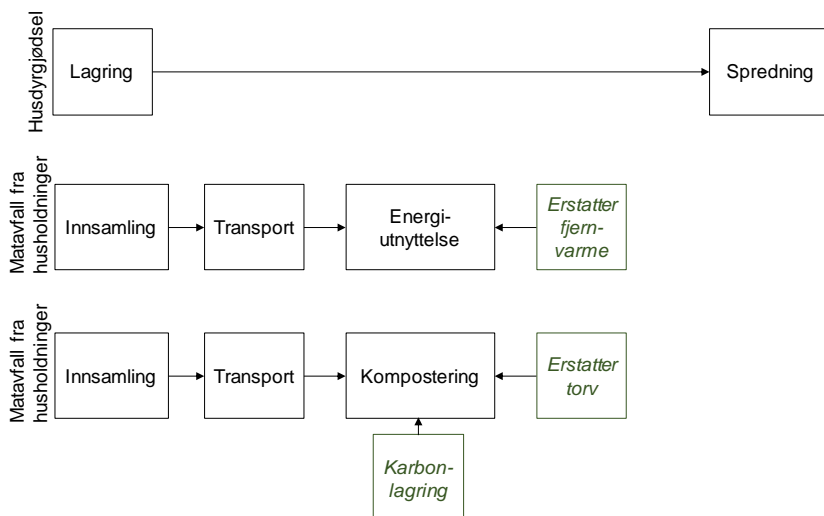 Husdyrgjødsel
Lagring
Spredning
Matavfall fra
husholdninger
Innsamling
Transport
Energi-
utnyttelse
Erstatter
fjern-
varme
Matavfall fra
husholdninger
Innsamling
Transport
Kompostering
Erstatter
torv
Karbon-
lagring